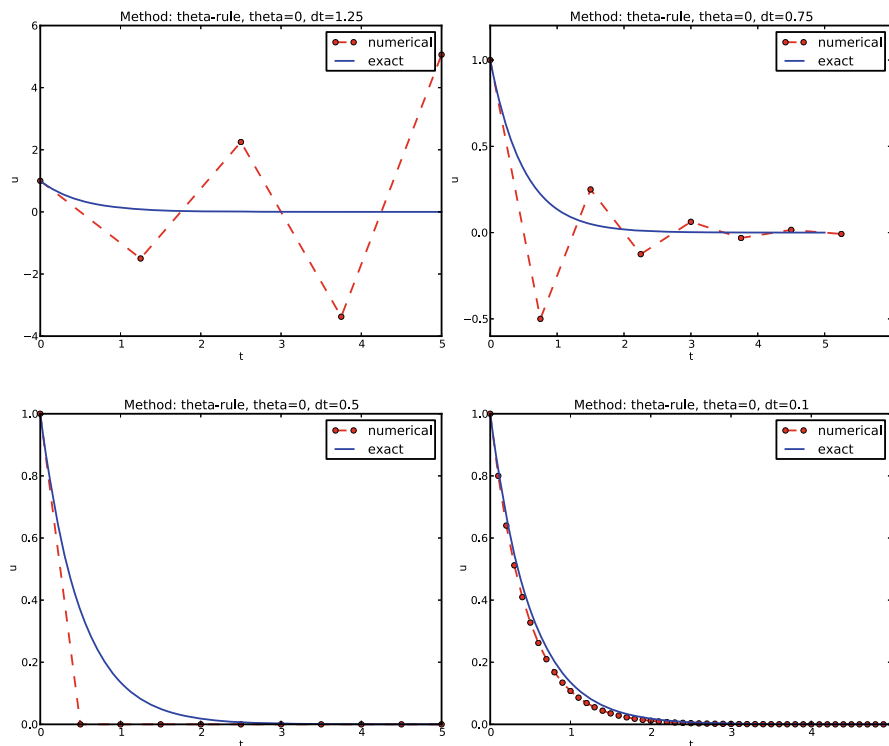 Method: theta-rule, theta=0, dt=1.25
6
4
2
0
−2
−4
u
0 1 2 3 4 5
t
numerical
exact
Method: theta-rule, theta=0, dt=0.75
1.0
0.5
0.0
−0.5
u
0 1 2 3 4 5
t
numerical
exact
Method: theta-rule, theta=0, dt=0.5
1.0
0.8
0.6
0.4
0.2
0.0
u
0 1 2 3 4 5
t
numerical
exact
Method: theta-rule, theta=0, dt=0.1
1.0
0.8
0.6
0.4
0.2
0.0
u
0 1 2 3 4
t
numerical
exact